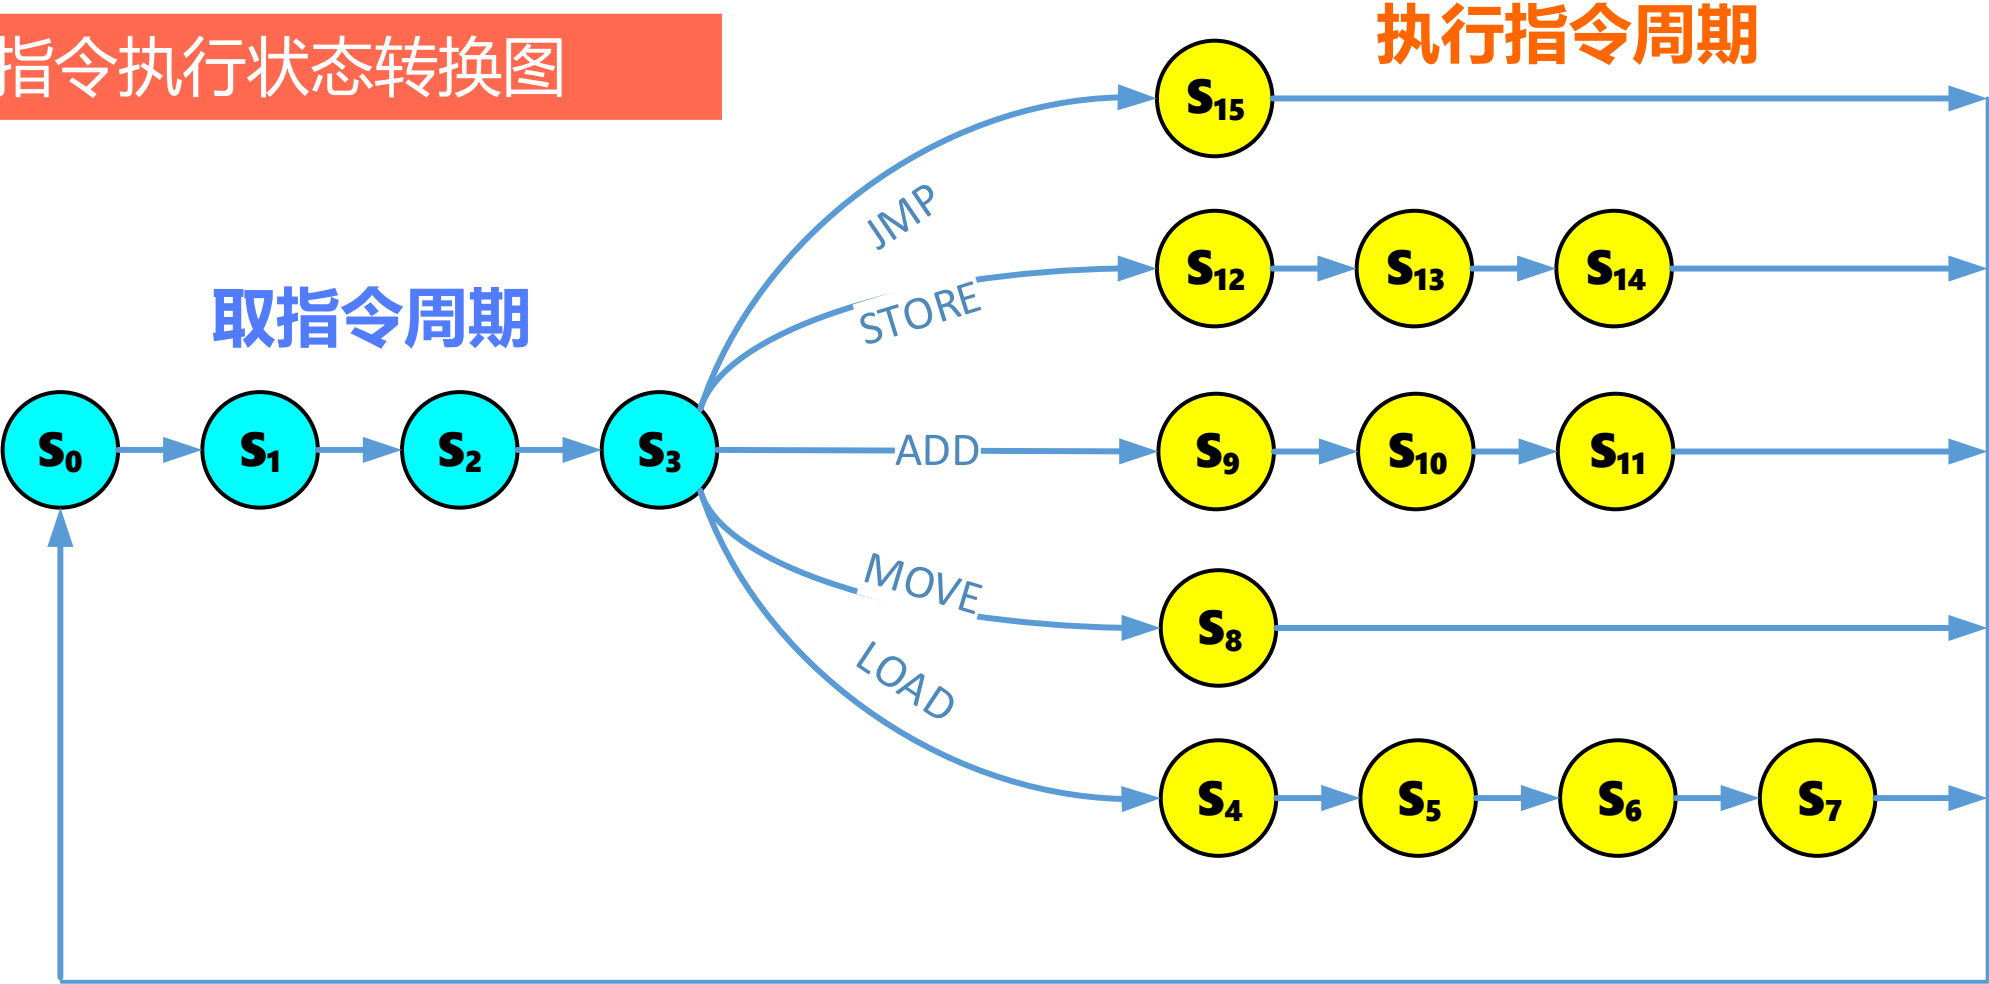 指令执行状态转换图
执行指令周期
取指令周期
JMP
STORE
ADD
MOVE
LOAD
S15
S12 S13 S14
S0 S1 S2 S3 S9 S10 S11
S8
S4 S5 S6 S7